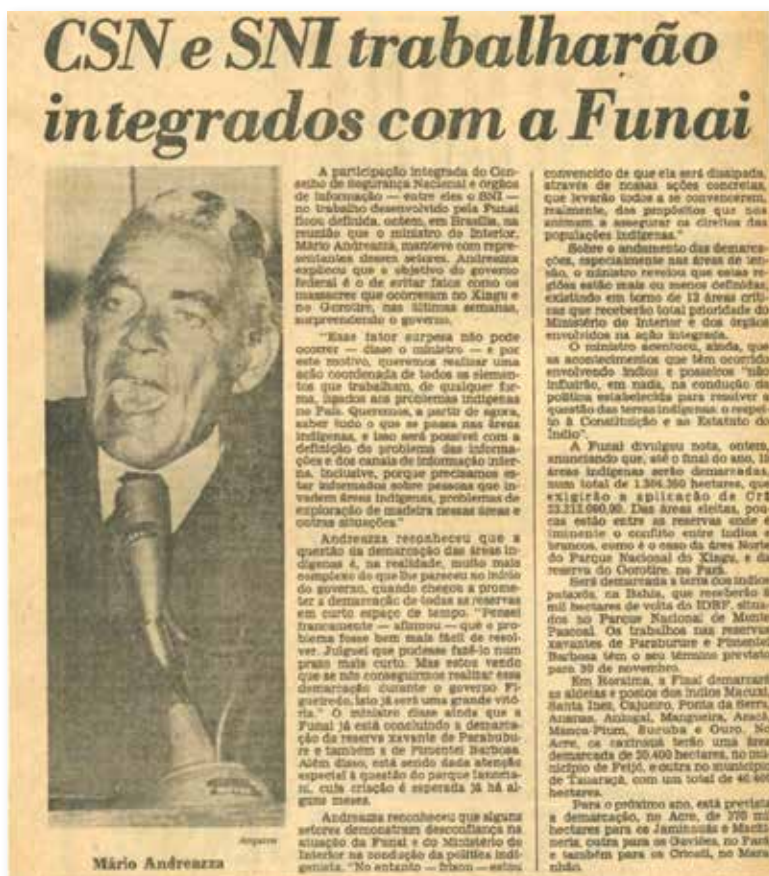 CSN e SNI trabalharão
integrados com a Funai
A participação integrada do Con-
selho de Segurança Nacional e órgãos
de informação — entre eles o SNI —
no trabalho desenvolvido pela Funai
ficou definida, ontem, em Brasília, na
reunião que o ministro do Interior,
Mário Andreazza, manteve com repre-
sentantes desses setores. Andreazza
explicou que o objetivo do governo
federal é o de evitar fatos como os
massacres que ocorreram no Xingu e
no Gorotire, nas últimas semanas,
surpreendendo o governo.
"Esse fator surpesa não pode
ocorrer — disse o ministro — e por
este motivo, queremos realizar uma
ação coordenada de todos os elemen-
tos que trabalham, de qualquer for-
ma, ligados aos problemas indígenas
no País. Queremos, a partir de agora,
saber tudo o que se passa nas áreas
indígenas, e isso será possível com a
definição do problema das informa-
ções e dos canais de informação inter-
na. Inclusive, porque precisamos es-
tar informados sobre pessoas que in-
vadem áreas indígenas, problemas de
exploração de madeira nessas áreas e
outras situações."
Andreazza reconheceu que a
questão da demarcação das áreas in-
dígenas é, na realidade, muito mais
complexo do que lhe pareceu no início
do governo, quando chegou a prome-
ter a demarcação de todas as reservas
em curto espaço de tempo. "Pensei
francamente — afirmou — que o pro-
blema fosse bem mais fácil de resol-
ver. Julguei que pudesse fazê-lo num
prazo mais curto. Mas estou vendo
que se nós conseguirmos realizar essa
demarcação durante o governo Fi-
gueiredo, isto já será uma grande vitó-
ria." O ministro disse ainda que a
Funai já está concluindo a demarca-
ção da reserva xavante de Parabubu-
re e também a de Pimentel Barbosa.
Além disso, está sendo dada atenção
especial à questão do parque Ianoma-
ni, cuja criação é esperada já há al-
guns meses.
Andreazza reconheceu que alguns
setores demonstram desconfiança na
atuação da Funai e do Ministério do
Interior na condução da política indi-
genista. "No entanto — frisou — estou
convencido de que ela será dissipada,
através de nossas ações concretas,
que levarão todos a se convencerem,
realmente, dos propósitos que nos
animam a assegurar os direitos das
populações indígenas."
Sobre o andamento das demarca-
ções, especialmente nas áreas de ten-
são, o ministro revelou que estas re-
giões estão mais ou menos definidas,
existindo em torno de 12 áreas críti-
cas que receberão total prioridade do
Ministério do Interior e dos órgãos
envolvidos na ação integrada.
O ministro acentuou, ainda, que
os acontecimentos que têm ocorrido
envolvendo índios e posseiros "não
influirão, em nada, na condução da
política estabelecida para resolver a
questão das terras indígenas: o respei-
to à Constituição e ao Estatuto do
Índio".
A Funai divulgou nota, ontem,
anunciando que, até o final do ano,
áreas indígenas serão demarcadas,
num total de hectares, que
exigirão a aplicação de Cr$
Das áreas eleitas, pou-
cas estão entre as reservas onde é
iminente o conflito entre índios e
brancos, como é o caso da área Norte
do Parque Nacional do Xingu, e da
reserva do Gorotire, no Pará.
Será demarcada a terra dos índios
pataxós, na Bahia, que receberão 8
mil hectares de volta do IDBF, situa-
dos no Parque Nacional de Monte
Pascoal. Os trabalhos nas reservas
xavantes de Parabubure e Pimentel
Barbosa têm o seu término previsto
para 30 de novembro.
Em Roraima, a Final demarcará
as aldeias e postos dos índios Macuxi,
Santa Inez, Cajueiro, Ponta da Serra,
Ananas, Mangueira, Araçá,
Manoa-Pium, e Ouro. No
Acre, os terão uma área
demarcada de 20.400 hectares, no mu-
nicípio de Feijó, e outra no município
de Tauaracá, com um total de
hectares.
Para o próximo ano, está prevista
a demarcação, no Acre, de 270 mil
hectares para os Jaminauás e
outra para os Gaviões, no Pará
e também para os no Mara-
nhão.
Arquivo
Mário Andreazza